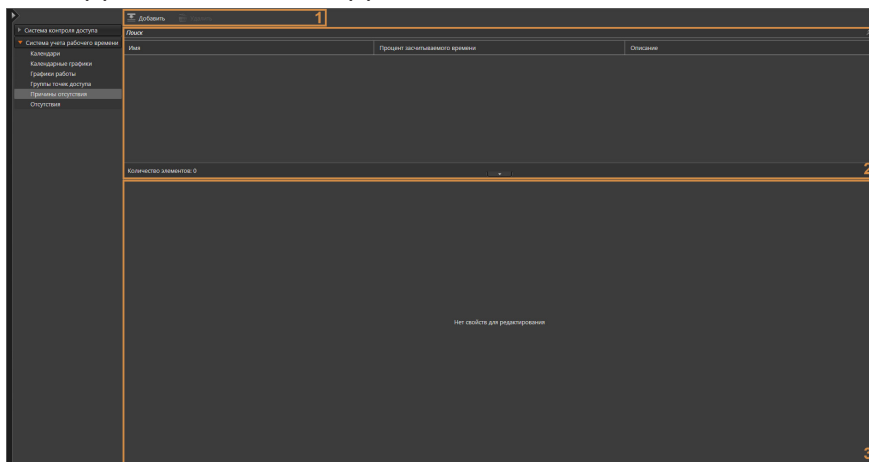 Добавить Удалить 1
Система контроля доступа
Поиск
Система учета рабочего времени
Имя Процент засчитываемого времени Описание
Календари
Календарные графики
Графики работы
Группы точек доступа
Причины отсутствия
Отсутствия
Количество элементов: 0 2
Нет свойств для редактирования
3